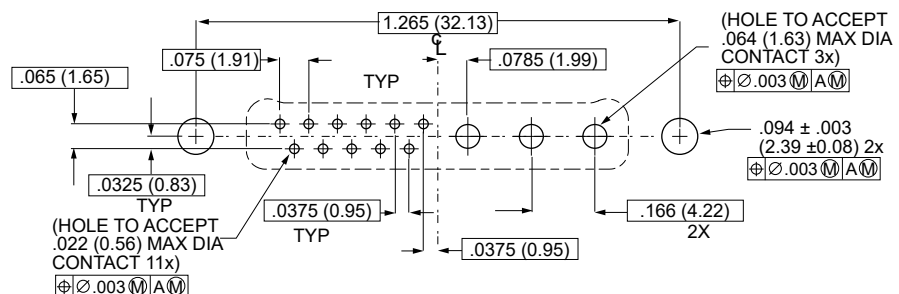 1.265 (32.13)
℄
(HOLE TO ACCEPT
.064 (1.63) MAX DIA
CONTACT 3x)
⌖ ∅.003 Ⓜ A Ⓜ
.075 (1.91)
TYP
.0785 (1.99)
.065 (1.65)
.094 ± .003
(2.39 ±0.08) 2x
⌖ ∅.003 Ⓜ A Ⓜ
.0325 (0.83)
TYP
.0375 (0.95)
TYP
.166 (4.22)
2X
(HOLE TO ACCEPT
.022 (0.56) MAX DIA
CONTACT 11x)
⌖ ∅.003 Ⓜ A Ⓜ
.0375 (0.95)